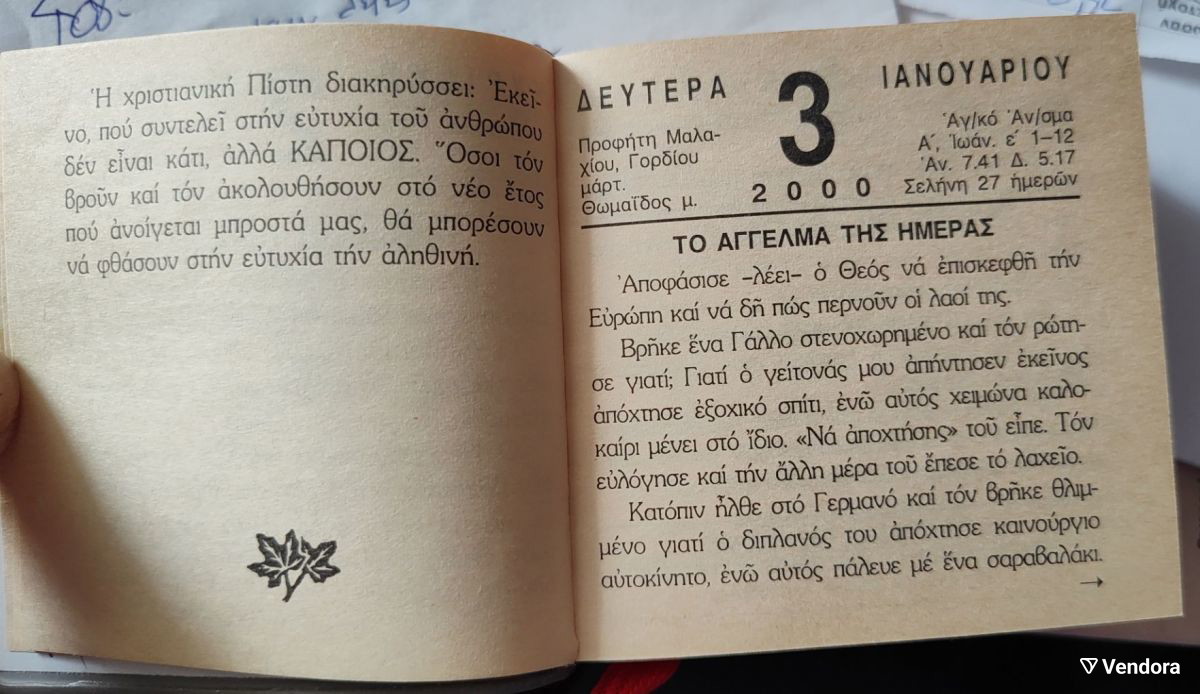 Ἡ χριστιανική Πίστη διακηρύσσει: Ἐκεῖ-
νο, πού συντελεῖ στήν εὐτυχία τοῦ ἀνθρώπου
δέν εἶναι κάτι, ἀλλά ΚΑΠΟΙΟΣ. Ὅσοι τόν
βροῦν καί τόν ἀκολουθήσουν στό νέο ἔτος
πού ἀνοίγεται μπροστά μας, θά μπορέσουν
νά φθάσουν στήν εὐτυχία τήν ἀληθινή.
ΔΕΥΤΕΡΑ 3 ΙΑΝΟΥΑΡΙΟΥ
2000
Προφήτη Μαλα-
χίου, Γορδίου
μάρτ.
Θωμαΐδος μ.
Ἁγ/κό Ἀν/σμα
Α´, Ἰωάν. ε´ 1–12
Ἀν. 7.41 Δ. 5.17
Σελήνη 27 ἡμερῶν
ΤΟ ΑΓΓΕΛΜΑ ΤΗΣ ΗΜΕΡΑΣ
Ἀποφάσισε –λέει– ὁ Θεός νά ἐπισκεφθῆ τήν
Εὐρώπη καί νά δῆ πώς περνοῦν οἱ λαοί της.
Βρῆκε ἕνα Γάλλο στενοχωρημένο καί τόν ρώτη-
σε γιατί; Γιατί ὁ γείτονάς μου ἀπήντησεν ἐκεῖνος
ἀπόχτησε ἐξοχικό σπίτι, ἐνῶ αὐτός χειμώνα καλο-
καίρι μένει στό ἴδιο. «Νά ἀποχτήσης» τοῦ εἶπε. Τόν
εὐλόγησε καί τήν ἄλλη μέρα τοῦ ἔπεσε τό λαχεῖο.
Κατόπιν ἦλθε στό Γερμανό καί τόν βρῆκε θλιμ-
μένο γιατί ὁ διπλανός του ἀπόχτησε καινούργιο
αὐτοκίνητο, ἐνῶ αὐτός πάλευε μέ ἕνα σαραβαλάκι.
→
Vendora